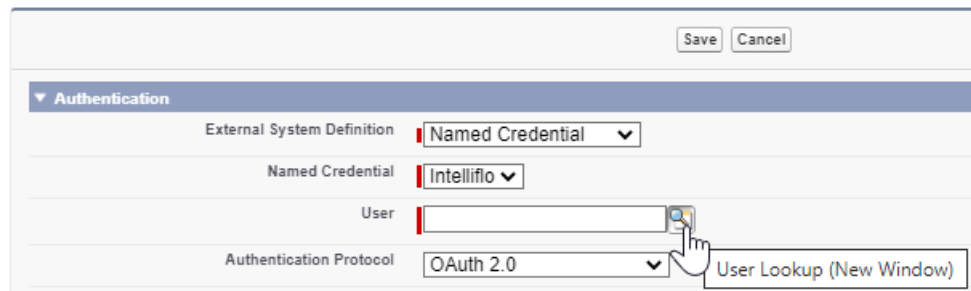 Save Cancel
Authentication
External System Definition Named Credential
Named Credential Intelliflo
User
Authentication Protocol OAuth 2.0
User Lookup (New Window)